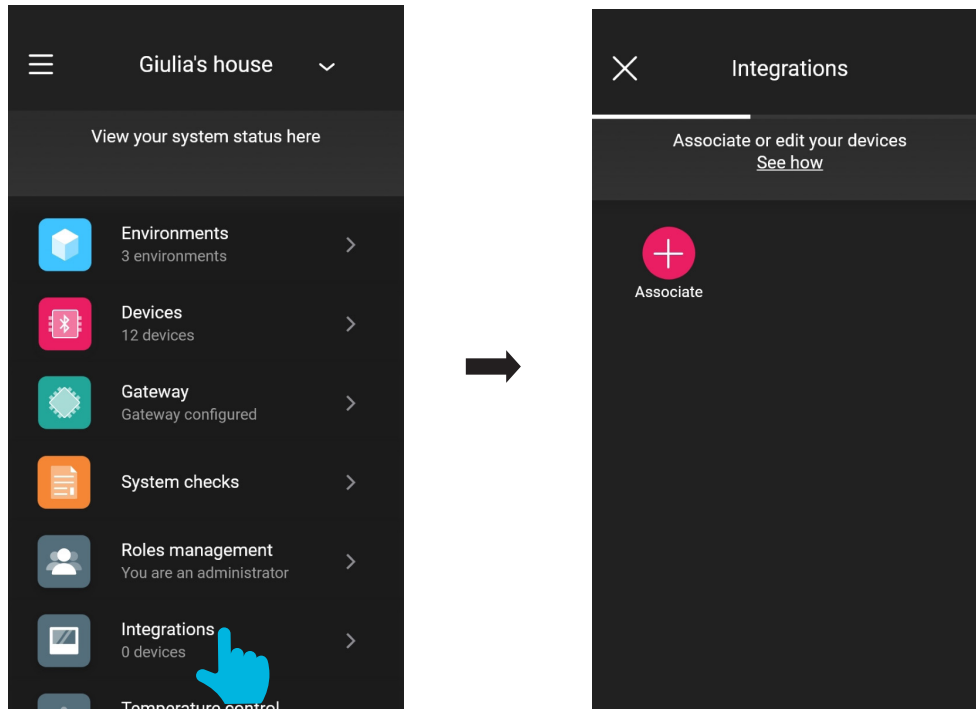 Giulia's house
View your system status here
Environments
3 environments
Devices
12 devices
Gateway
Gateway configured
System checks
Roles management
You are an administrator
Integrations
0 devices
Temperature control
Integrations
Associate or edit your devices
See how
Associate